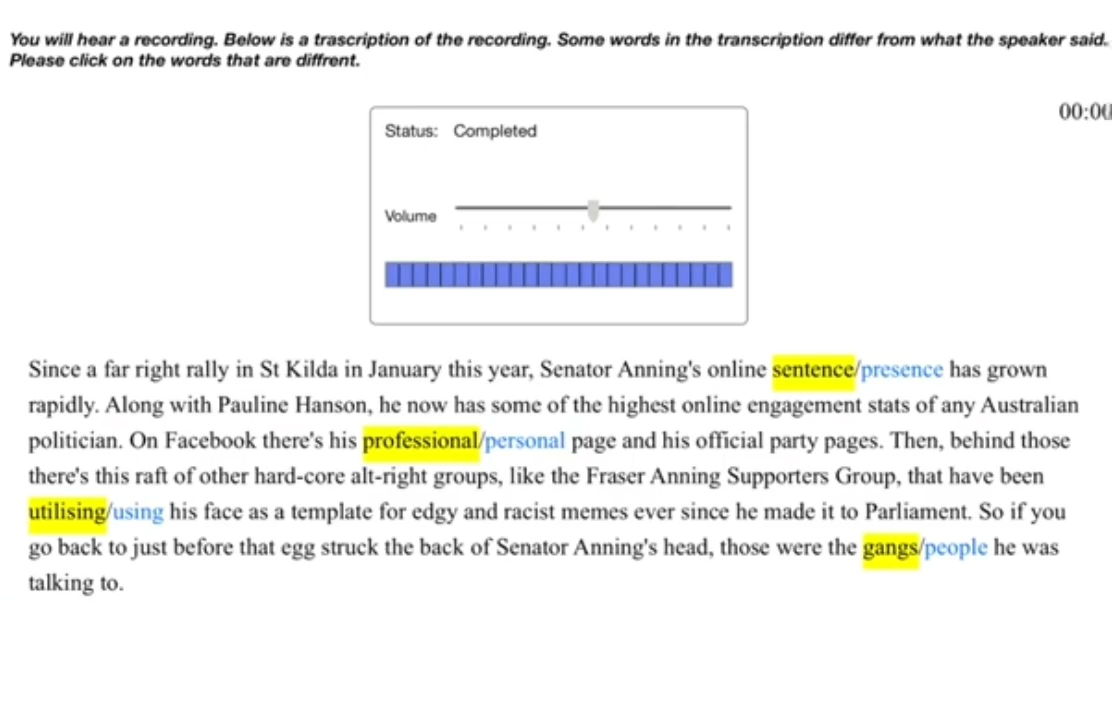 You will hear a recording. Below is a trascription of the recording. Some words in the transcription differ from what the speaker said.
Please click on the words that are diffrent.
00:00
Status: Completed
Volume
Since a far right rally in St Kilda in January this year, Senator Anning's online sentence/presence has grown
rapidly. Along with Pauline Hanson, he now has some of the highest online engagement stats of any Australian
politician. On Facebook there's his professional/personal page and his official party pages. Then, behind those
there's this raft of other hard-core alt-right groups, like the Fraser Anning Supporters Group, that have been
utilising/using his face as a template for edgy and racist memes ever since he made it to Parliament. So if you
go back to just before that egg struck the back of Senator Anning's head, those were the gangs/people he was
talking to.